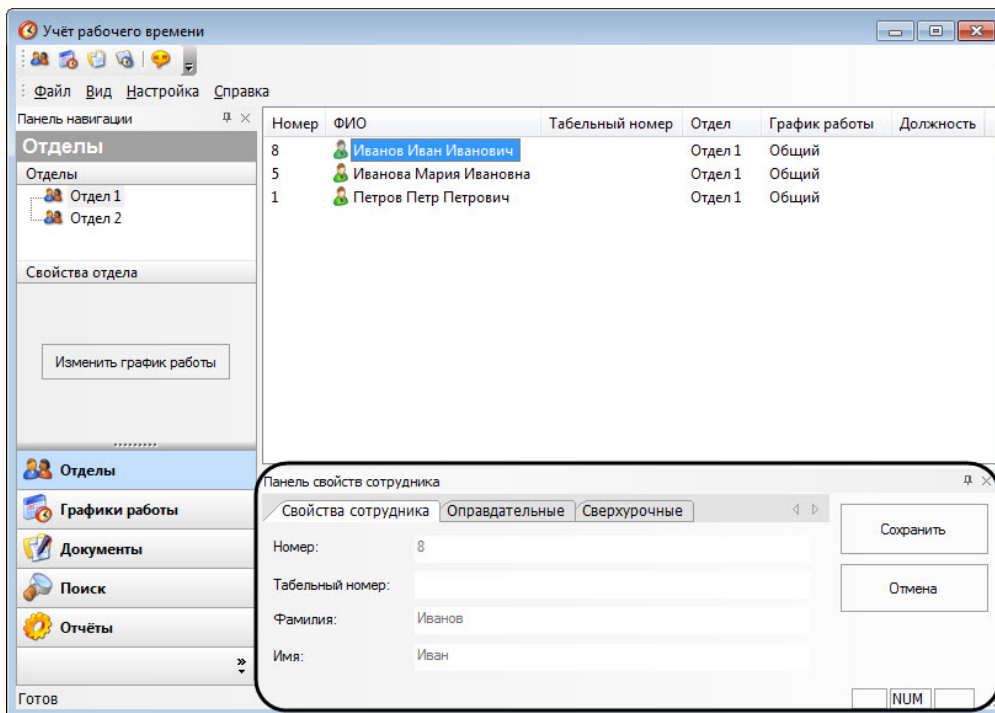 Учёт рабочего времени
Файл Вид Настройка Справка
Панель навигации
Отделы
Отделы
Отдел 1
Отдел 2
Свойства отдела
Изменить график работы
Отделы
Графики работы
Документы
Поиск
Отчёты
Номер ФИО Табельный номер Отдел График работы Должность
8 Иванов Иван Иванович Отдел 1 Общий
5 Иванова Мария Ивановна Отдел 1 Общий
1 Петров Петр Петрович Отдел 1 Общий
Панель свойств сотрудника
Свойства сотрудника Оправдательные Сверхурочные
Номер: 8
Табельный номер:
Фамилия: Иванов
Имя: Иван
Сохранить
Отмена
Готов NUM